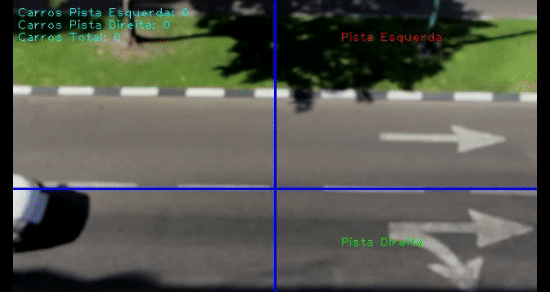 Carros Pista Esquerda: 0
Carros Pista Direita: 0
Carros Total: 0
Pista Esquerda
Pista Direita